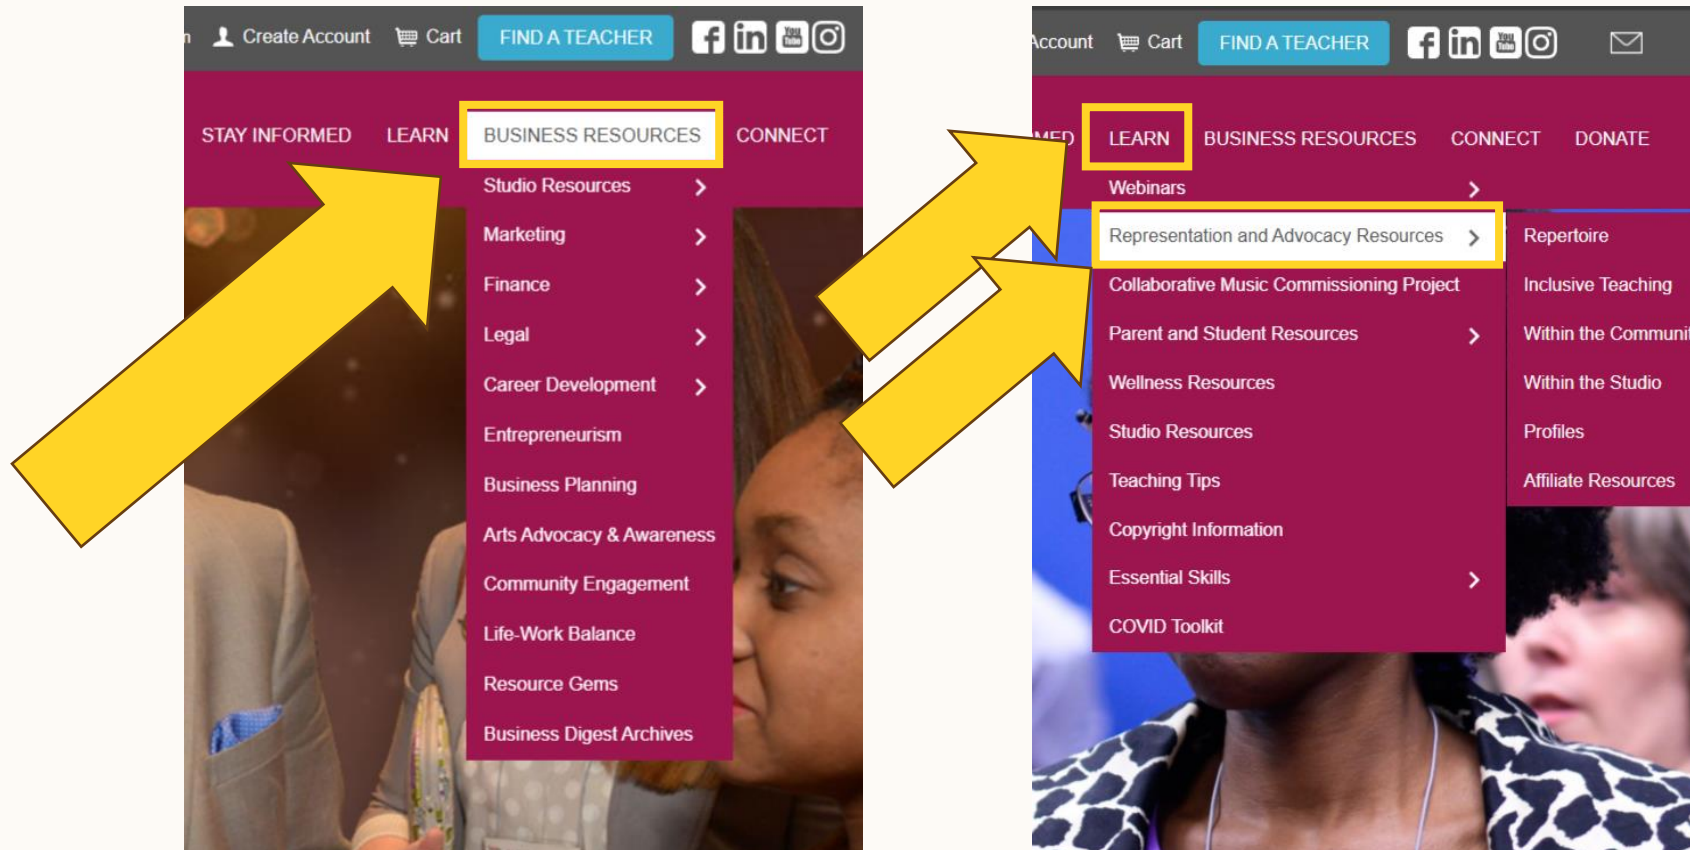 Create Account Cart FIND A TEACHER
STAY INFORMED LEARN BUSINESS RESOURCES CONNECT
Studio Resources
Marketing
Finance
Legal
Career Development
Entrepreneurism
Business Planning
Arts Advocacy & Awareness
Community Engagement
Life-Work Balance
Resource Gems
Business Digest Archives
Account Cart FIND A TEACHER
LEARN BUSINESS RESOURCES CONNECT DONATE
Webinars
Representation and Advocacy Resources
Collaborative Music Commissioning Project
Parent and Student Resources
Wellness Resources
Studio Resources
Teaching Tips
Copyright Information
Essential Skills
COVID Toolkit
Repertoire
Inclusive Teaching
Within the Communit
Within the Studio
Profiles
Affiliate Resources